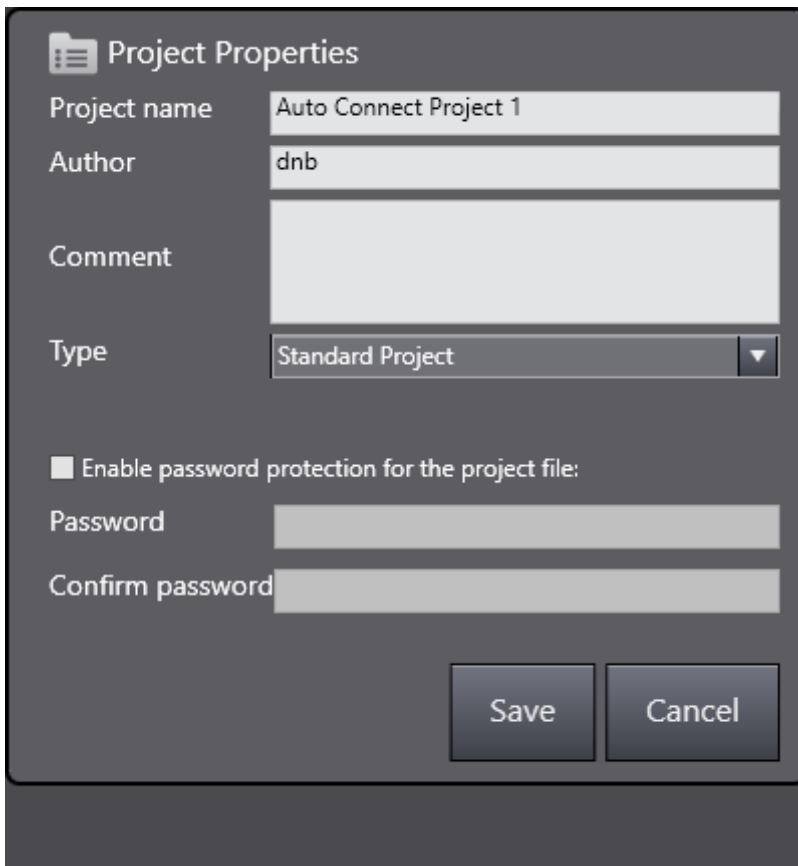 Project Properties
Project name Auto Connect Project 1
Author dnb
Comment
Type Standard Project
Enable password protection for the project file:
Password
Confirm password
Save Cancel